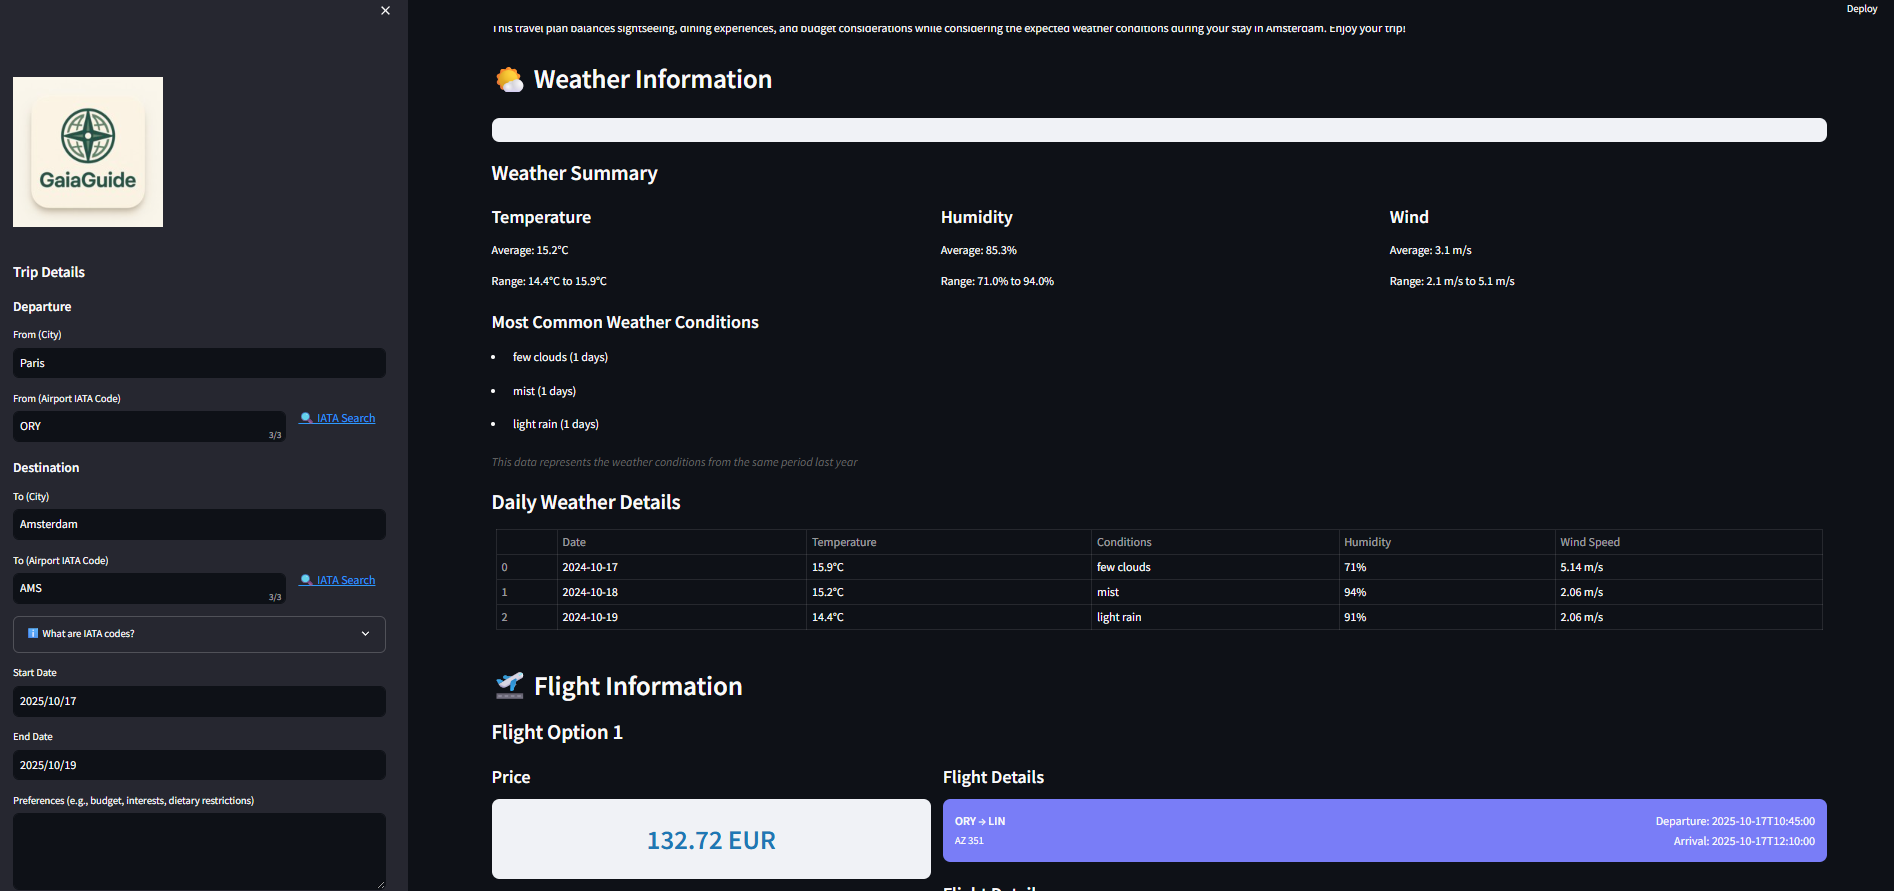 GaiaGuide
Trip Details
Departure
From (City)
Paris
From (Airport IATA Code)
ORY
3/3
IATA Search
Destination
To (City)
Amsterdam
To (Airport IATA Code)
AMS
3/3
IATA Search
What are IATA codes?
Start Date
2025/10/17
End Date
2025/10/19
Preferences (e.g., budget, interests, dietary restrictions)
Deploy
This travel plan balances sightseeing, dining experiences, and budget considerations while considering the expected weather conditions during your stay in Amsterdam. Enjoy your trip!
Weather Information
Weather Summary
Temperature
Average: 15.2°C
Range: 14.4°C to 15.9°C
Humidity
Average: 85.3%
Range: 71.0% to 94.0%
Wind
Average: 3.1 m/s
Range: 2.1 m/s to 5.1 m/s
Most Common Weather Conditions
• few clouds (1 days)
• mist (1 days)
• light rain (1 days)
This data represents the weather conditions from the same period last year
Daily Weather Details
Date Temperature Conditions Humidity Wind Speed
0 2024-10-17 15.9°C few clouds 71% 5.14 m/s
1 2024-10-18 15.2°C mist 94% 2.06 m/s
2 2024-10-19 14.4°C light rain 91% 2.06 m/s
Flight Information
Flight Option 1
Price
132.72 EUR
Flight Details
ORY → LIN
AZ 351
Departure: 2025-10-17T10:45:00
Arrival: 2025-10-17T12:10:00